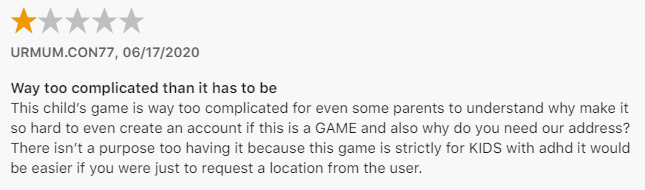 URMUM.CON77, 06/17/2020
Way too complicated than it has to be
This child's game is way too complicated for even some parents to understand why make it
so hard to even create an account if this is a GAME and also why do you need our address?
There isn't a purpose too having it because this game is strictly for KIDS with adhd it would
be easier if you were just to request a location from the user.